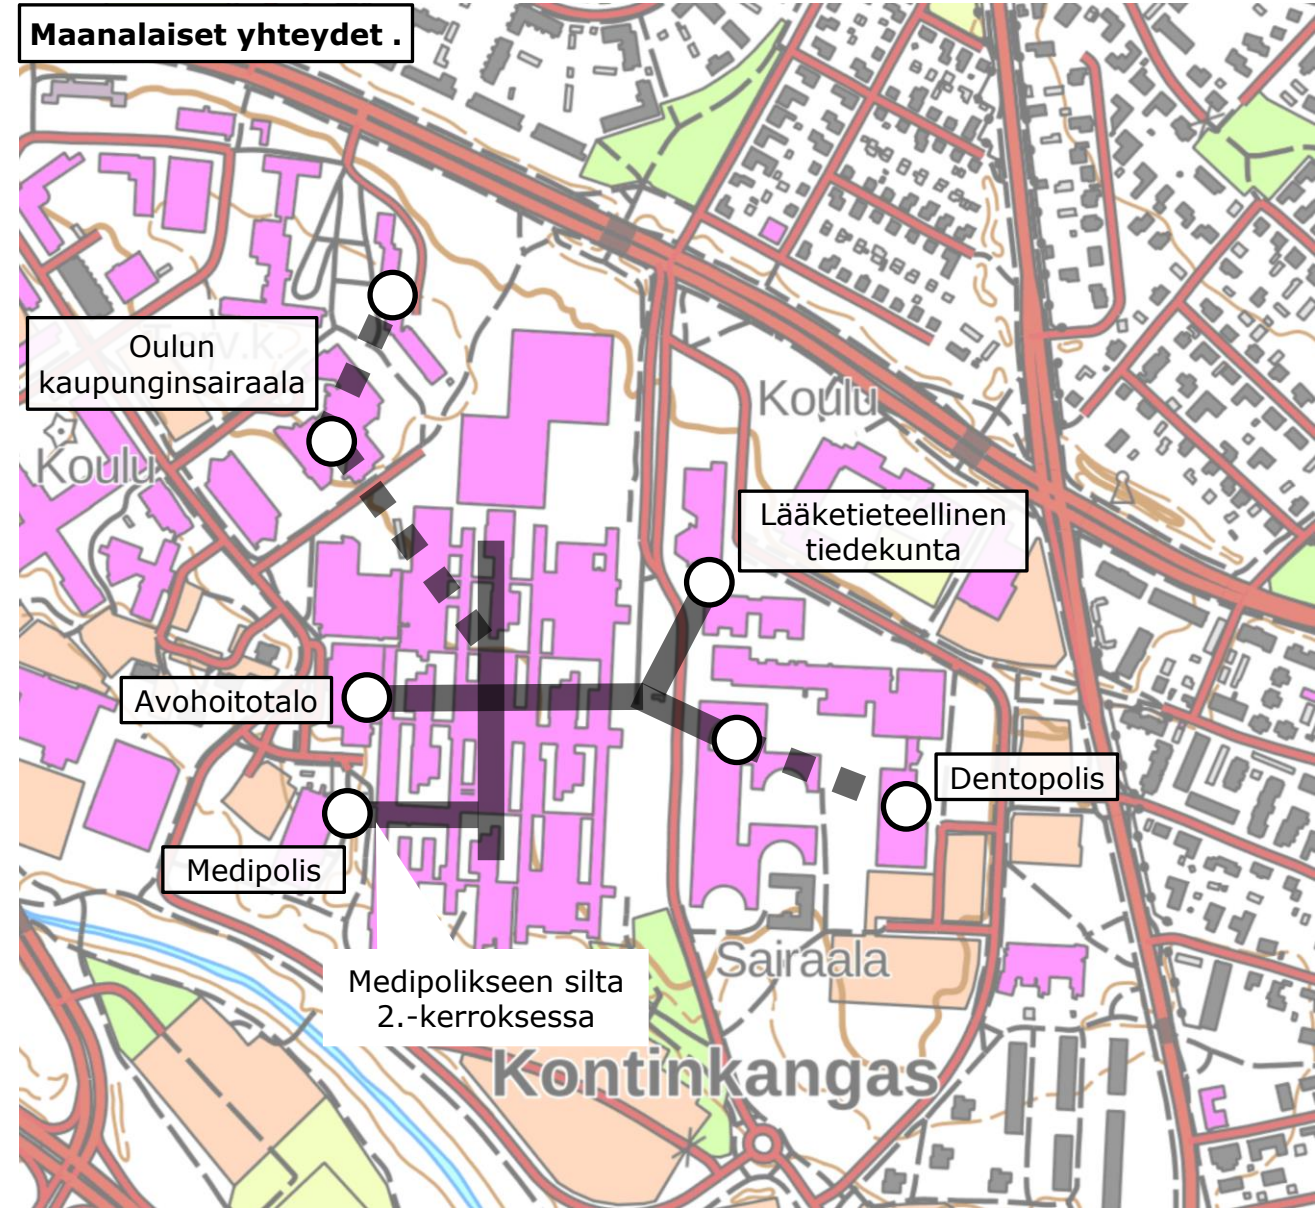 Maanalaiset yhteydet .
Oulun
kaupunginsairaala
Koulu
Koulu
Lääketieteellinen
tiedekunta
Avohoitotalo
Dentopolis
Medipolis
Sairaala
Medipolikseen silta
2.-kerroksessa
Kontinkangas